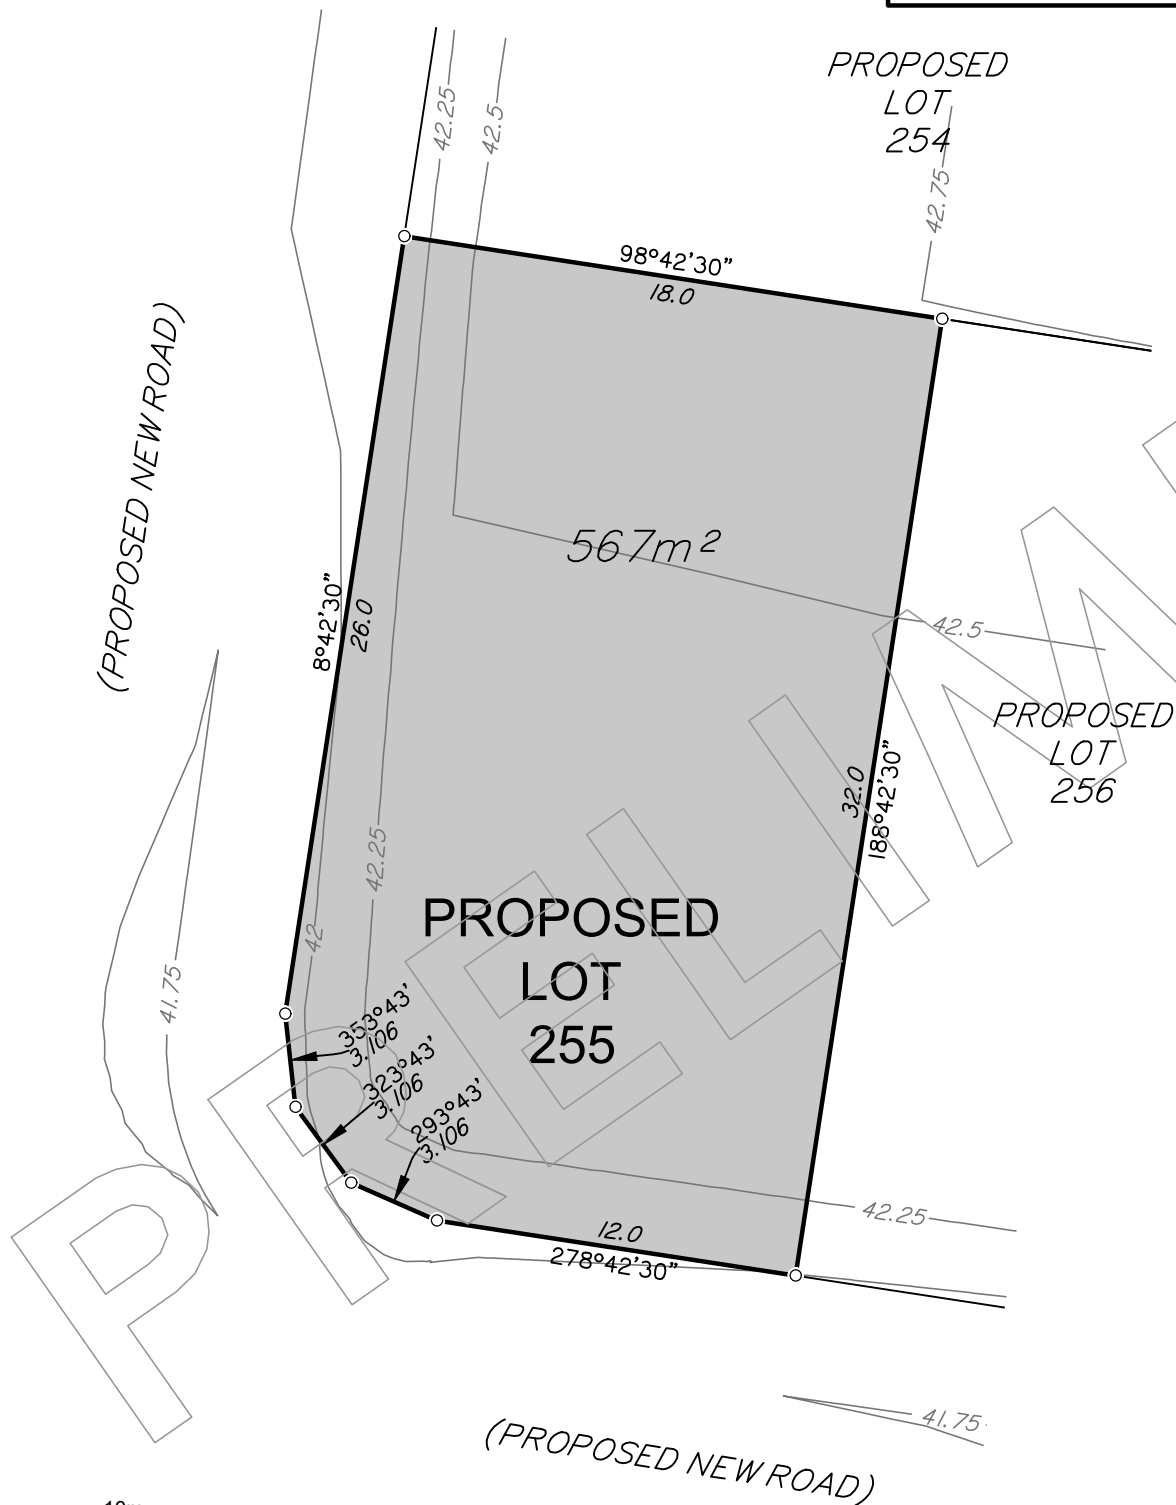 PROPOSED
LOT
254
42.25
42.5
42.75
98°42'30"
18.0
(PROPOSED NEW ROAD)
567m²
8°42'30"
26.0
42.5
PROPOSED
LOT
256
32.0
188°42'30"
42.25
42
41.75
PROPOSED
LOT
255
353°43'
3.106
323°43'
3.106
293°43'
3.106
12.0
278°42'30"
42.25
41.75
(PROPOSED NEW ROAD)
PRELIM